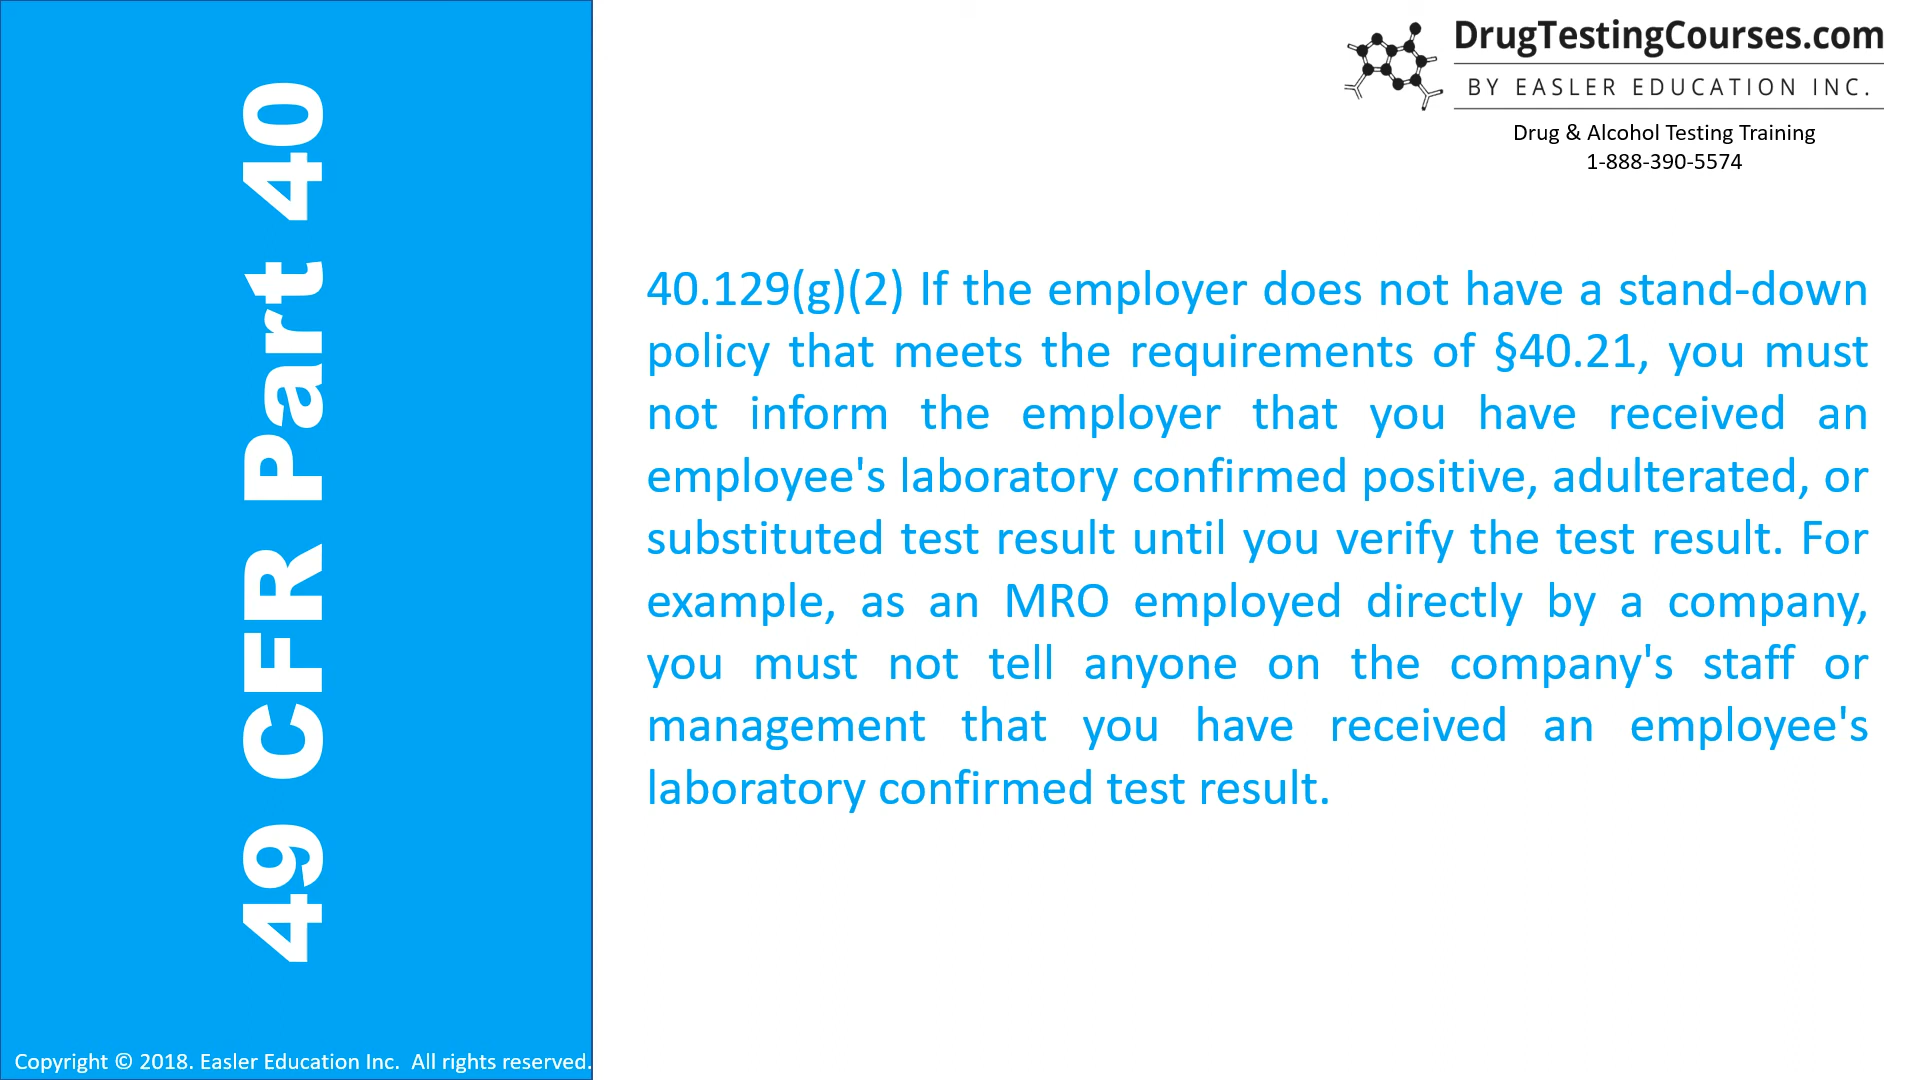 49 CFR Part 40
DrugTestingCourses.com
BY EASLER EDUCATION INC.
Drug & Alcohol Testing Training
1-888-390-5574
40.129(g)(2) If the employer does not have a stand-down
policy that meets the requirements of §40.21, you must
not inform the employer that you have received an
employee's laboratory confirmed positive, adulterated, or
substituted test result until you verify the test result. For
example, as an MRO employed directly by a company,
you must not tell anyone on the company's staff or
management that you have received an employee's
laboratory confirmed test result.
Copyright © 2018. Easler Education Inc. All rights reserved.